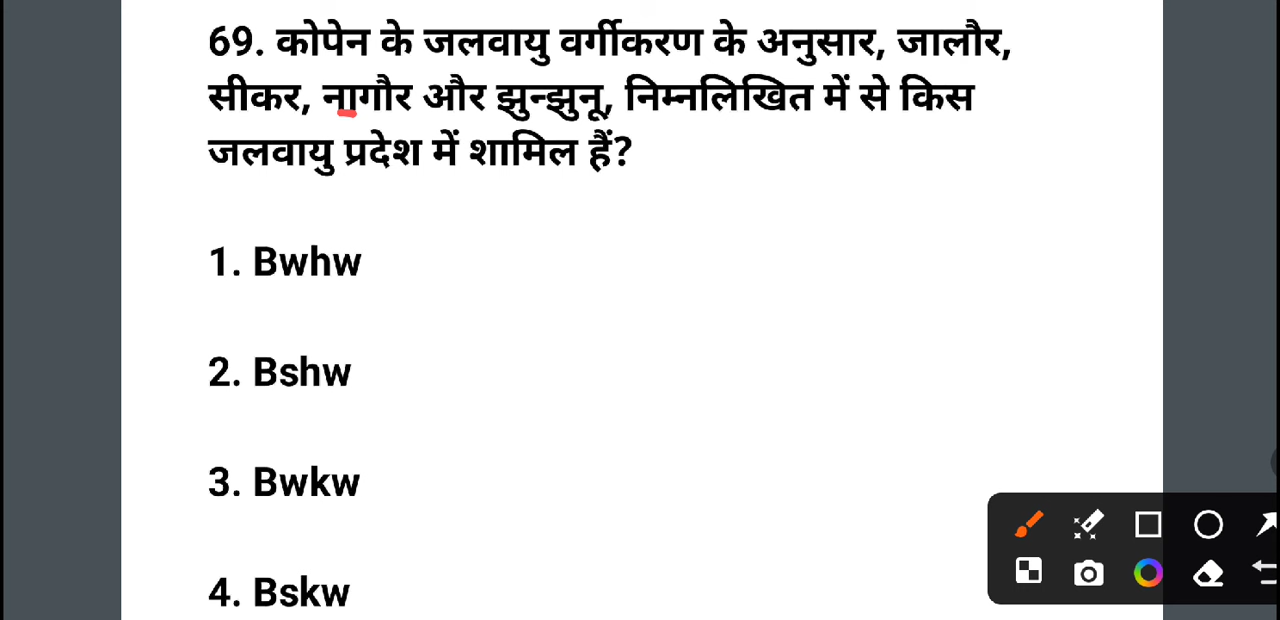 69. कोपेन के जलवायु वर्गीकरण के अनुसार, जालौर,
सीकर, नागौर और झुन्झुनू, निम्नलिखित में से किस
जलवायु प्रदेश में शामिल हैं?
1. Bwhw
2. Bshw
3. Bwkw
4. Bskw